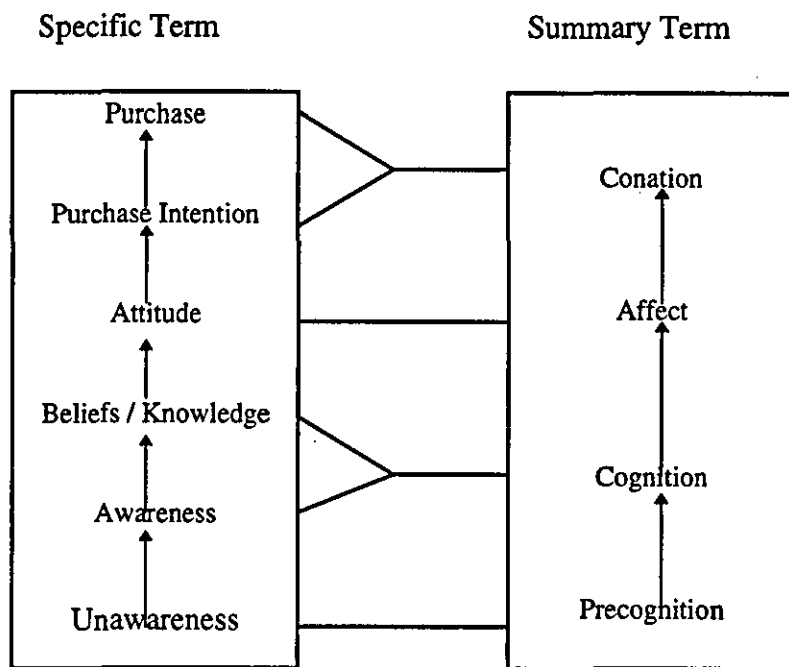 Specific Term
Summary Term
Purchase
Purchase Intention
Attitude
Beliefs / Knowledge
Awareness
Unawareness
Conation
Affect
Cognition
Precognition